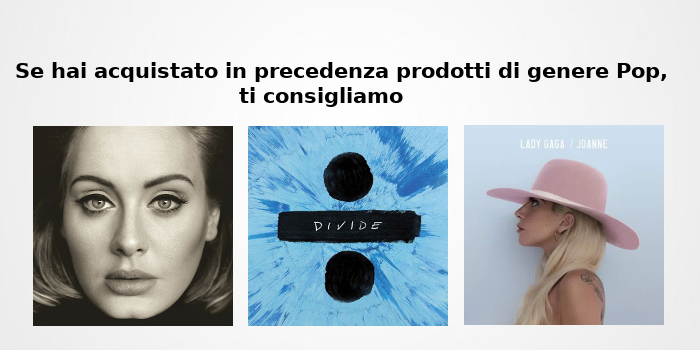 Se hai acquistato in precedenza prodotti di genere Pop,
ti consigliamo
LADY GAGA / JOANNE
DIVIDE